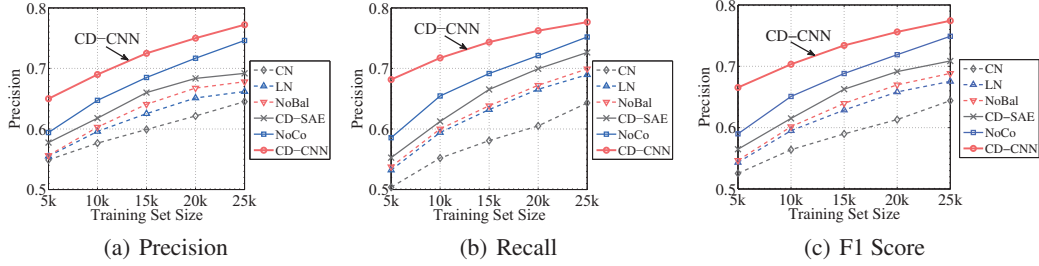 0.8
0.7
0.6
0.5
Precision
5k 10k 15k 20k 25k
Training Set Size
CD−CNN
CN
LN
NoBal
CD−SAE
NoCo
CD−CNN
(a) Precision
0.8
0.7
0.6
0.5
Precision
5k 10k 15k 20k 25k
Training Set Size
CD−CNN
CN
LN
NoBal
CD−SAE
NoCo
CD−CNN
(b) Recall
0.8
0.7
0.6
0.5
Precision
5k 10k 15k 20k 25k
Training Set Size
CD−CNN
CN
LN
NoBal
CD−SAE
NoCo
CD−CNN
(c) F1 Score